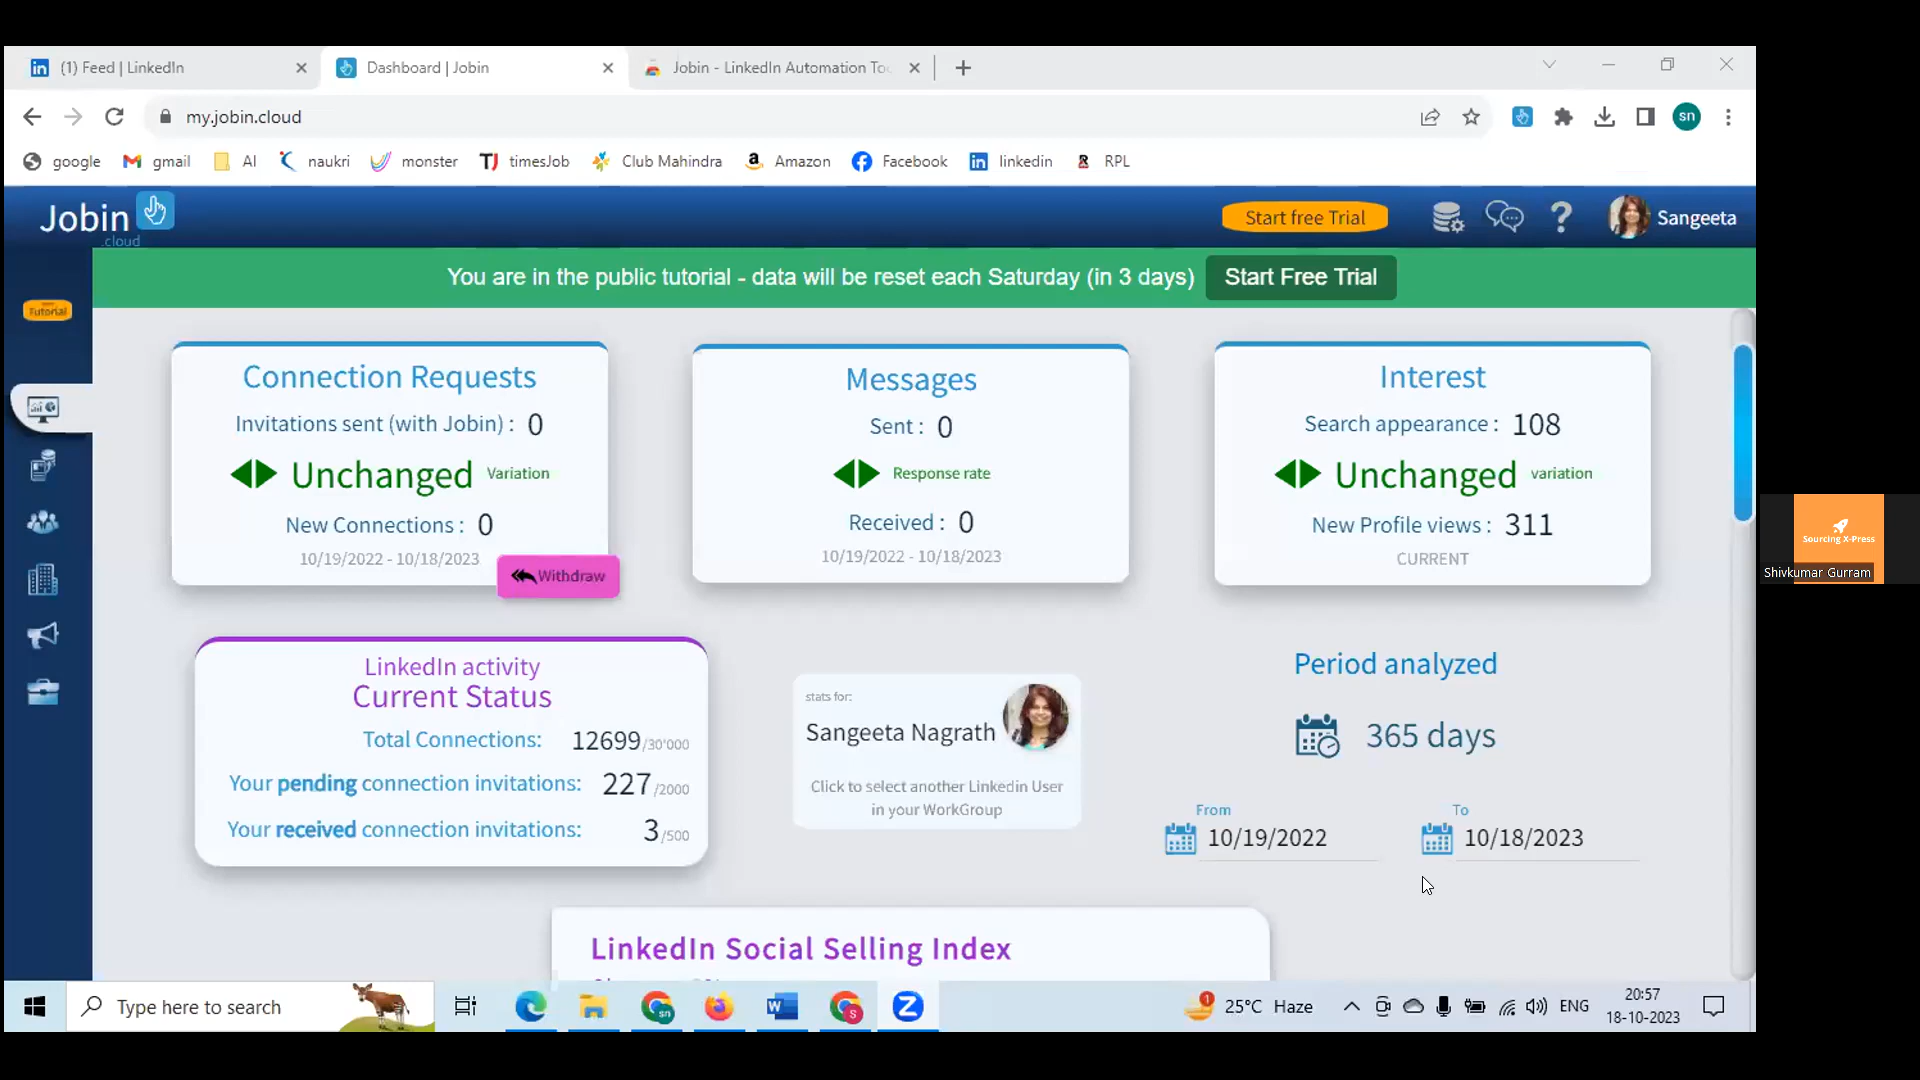 (1) Feed | LinkedIn
Dashboard | Jobin
Jobin - LinkedIn Automation To
my.jobin.cloud
sn
google
gmail
AI
naukri
monster
TJ timesJob
Club Mahindra
Amazon
Facebook
linkedin
RPL
Jobin
.cloud
Start free Trial
?
Sangeeta
You are in the public tutorial - data will be reset each Saturday (in 3 days)
Start Free Trial
Tutorial
Connection Requests
Invitations sent (with Jobin) : 0
Unchanged Variation
New Connections : 0
10/19/2022 - 10/18/2023
Withdraw
Messages
Sent : 0
Response rate
Received : 0
10/19/2022 - 10/18/2023
Interest
Search appearance : 108
Unchanged variation
New Profile views : 311
CURRENT
Sourcing X-Press
Shivkumar Gurram
LinkedIn activity
Current Status
Total Connections: 12699/30'000
Your pending connection invitations: 227/2000
Your received connection invitations: 3/500
stats for:
Sangeeta Nagrath
Click to select another Linkedin User
in your WorkGroup
Period analyzed
365 days
From
10/19/2022
To
10/18/2023
LinkedIn Social Selling Index
Type here to search
25°C Haze
ENG
20:57
18-10-2023